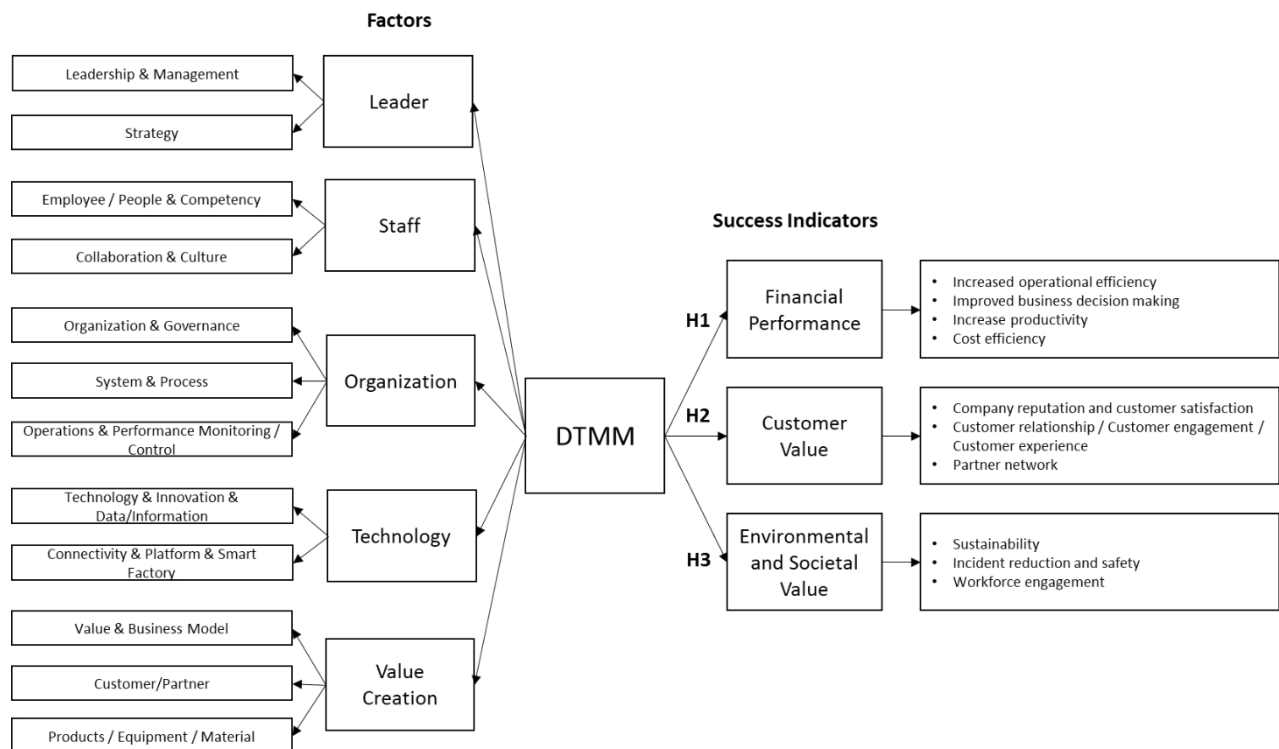 Factors
Leadership & Management
Strategy
Leader
Employee / People & Competency
Collaboration & Culture
Staff
Organization & Governance
System & Process
Operations & Performance Monitoring /
Control
Organization
Technology & Innovation &
Data/Information
Connectivity & Platform & Smart
Factory
Technology
Value & Business Model
Customer/Partner
Products / Equipment / Material
Value
Creation
DTMM
Success Indicators
H1
Financial
Performance
• Increased operational efficiency
• Improved business decision making
• Increase productivity
• Cost efficiency
H2
Customer
Value
• Company reputation and customer satisfaction
• Customer relationship / Customer engagement /
Customer experience
• Partner network
H3
Environmental
and Societal
Value
• Sustainability
• Incident reduction and safety
• Workforce engagement